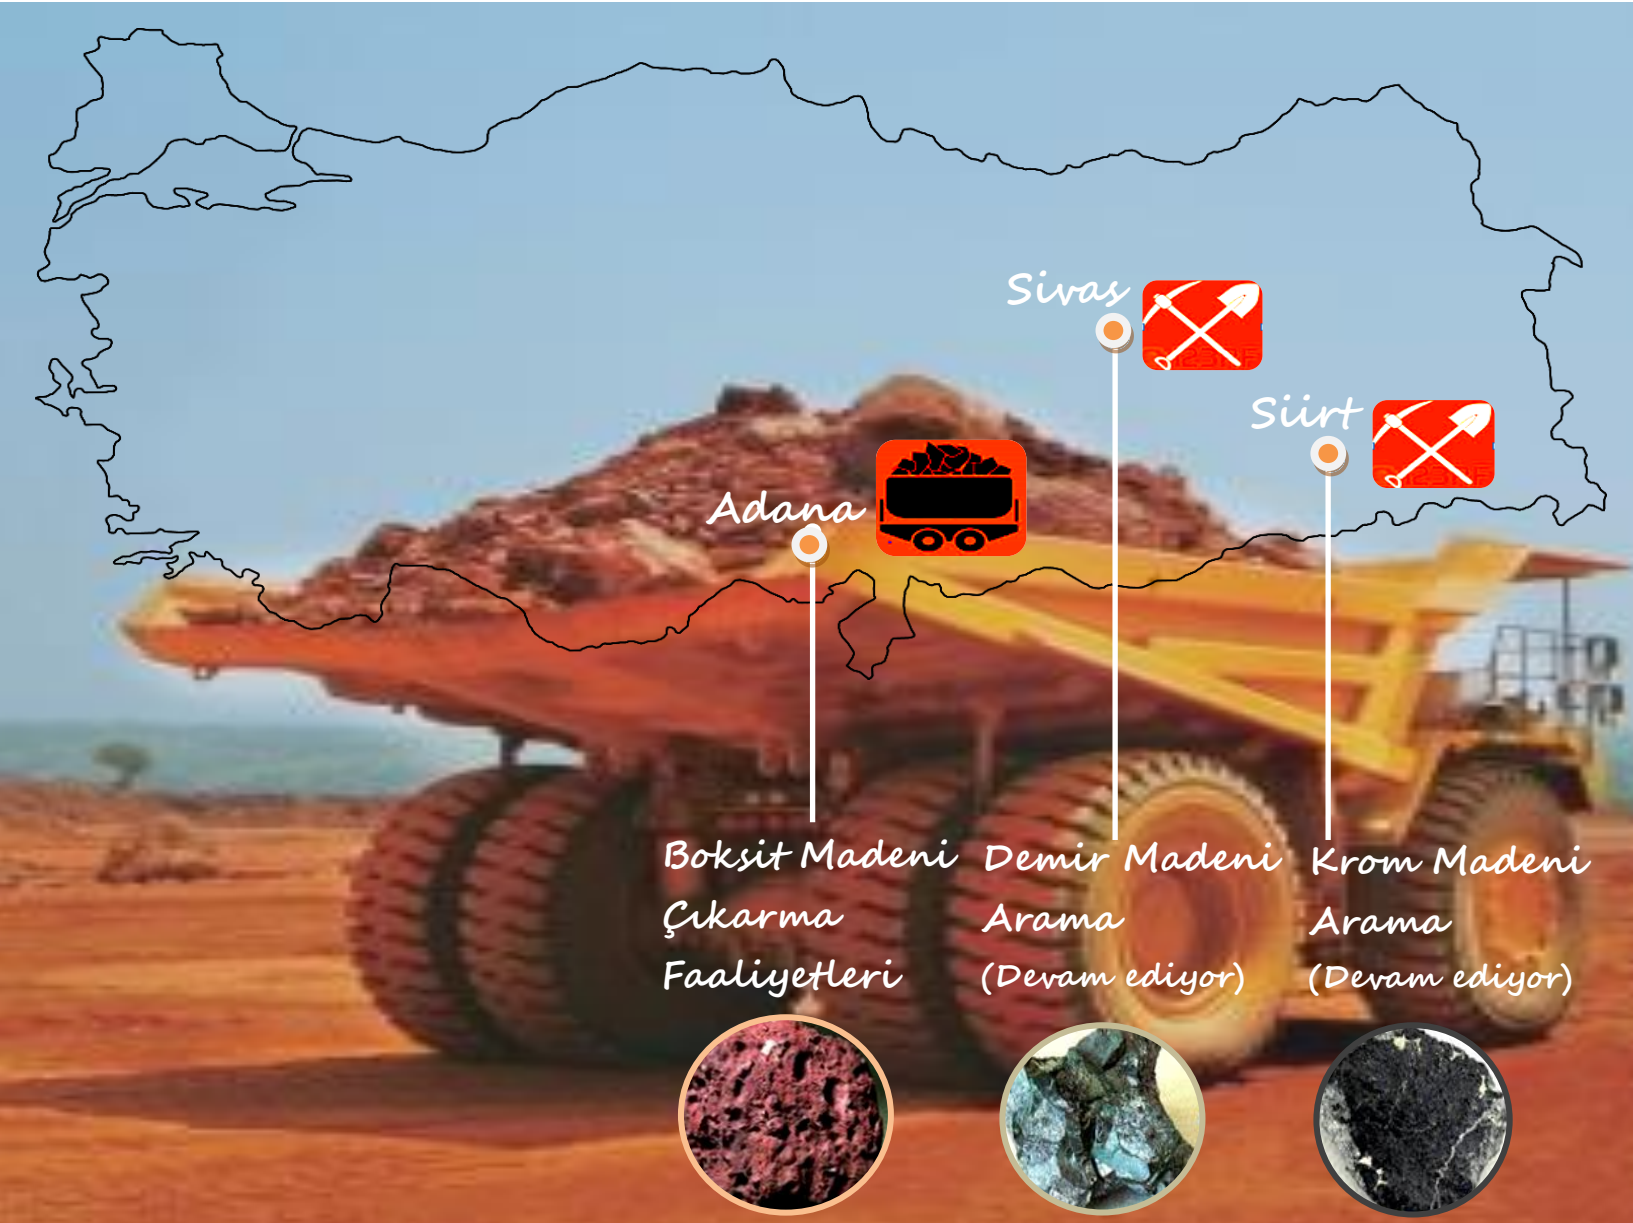 Sivas
Siirt
Adana
Boksit Madeni
Çıkarma
Faaliyetleri
Demir Madeni
Arama
(Devam ediyor)
Krom Madeni
Arama
(Devam ediyor)